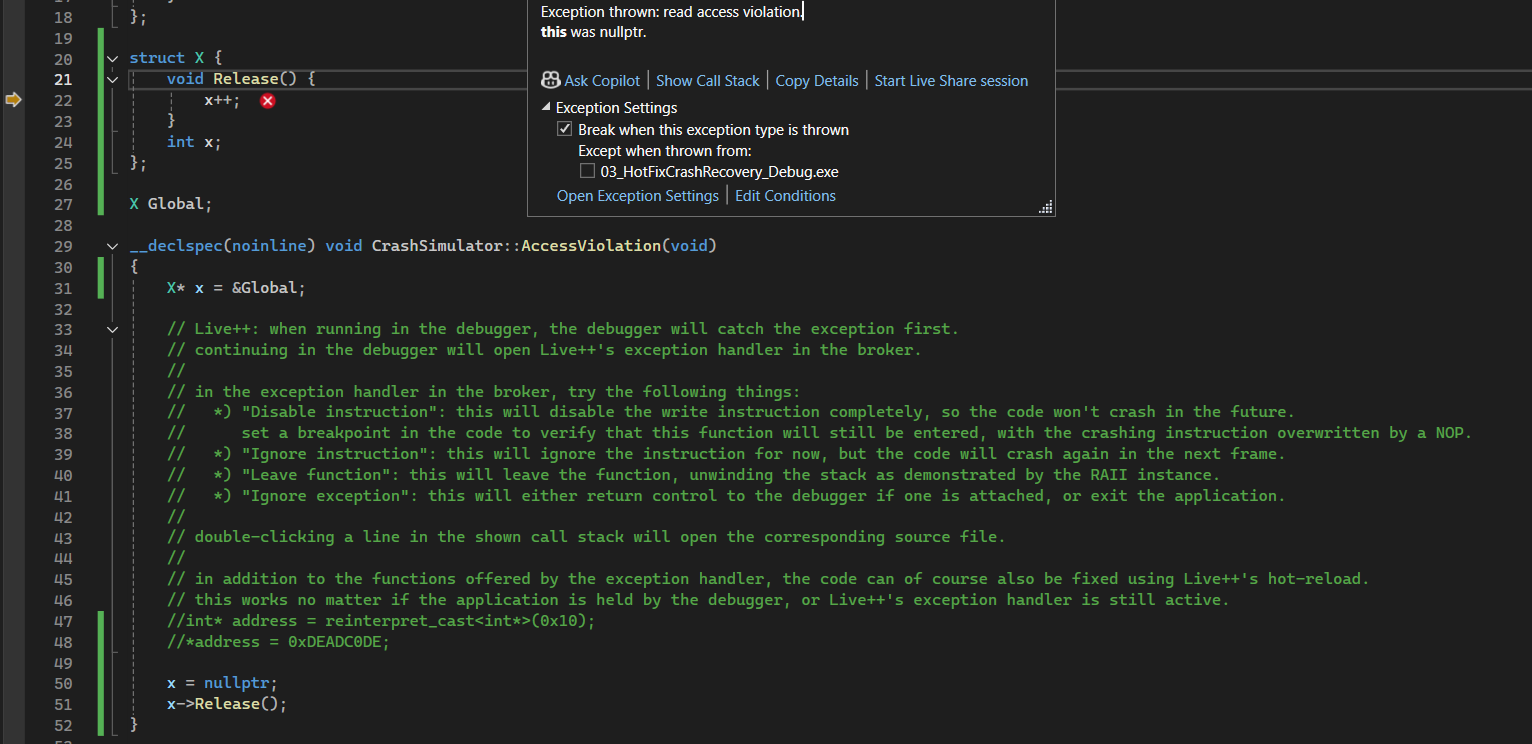 17
18 };
19
20 struct X {
21 void Release() {
22 x++;
23 }
24 int x;
25 };
26
27 X Global;
28
29 __declspec(noinline) void CrashSimulator::AccessViolation(void)
30 {
31 X* x = &Global;
32
33 // Live++: when running in the debugger, the debugger will catch the exception first.
34 // continuing in the debugger will open Live++'s exception handler in the broker.
35 //
36 // in the exception handler in the broker, try the following things:
37 // *) "Disable instruction": this will disable the write instruction completely, so the code won't crash in the future.
38 // set a breakpoint in the code to verify that this function will still be entered, with the crashing instruction overwritten by a NOP.
39 // *) "Ignore instruction": this will ignore the instruction for now, but the code will crash again in the next frame.
40 // *) "Leave function": this will leave the function, unwinding the stack as demonstrated by the RAII instance.
41 // *) "Ignore exception": this will either return control to the debugger if one is attached, or exit the application.
42 //
43 // double-clicking a line in the shown call stack will open the corresponding source file.
44 //
45 // in addition to the functions offered by the exception handler, the code can of course also be fixed using Live++'s hot-reload.
46 // this works no matter if the application is held by the debugger, or Live++'s exception handler is still active.
47 //int* address = reinterpret_cast<int*>(0x10);
48 //*address = 0xDEADC0DE;
49
50 x = nullptr;
51 x->Release();
52 }
Exception thrown: read access violation.
this was nullptr.
Ask Copilot | Show Call Stack | Copy Details | Start Live Share session
Exception Settings
Break when this exception type is thrown
Except when thrown from:
03_HotFixCrashRecovery_Debug.exe
Open Exception Settings | Edit Conditions